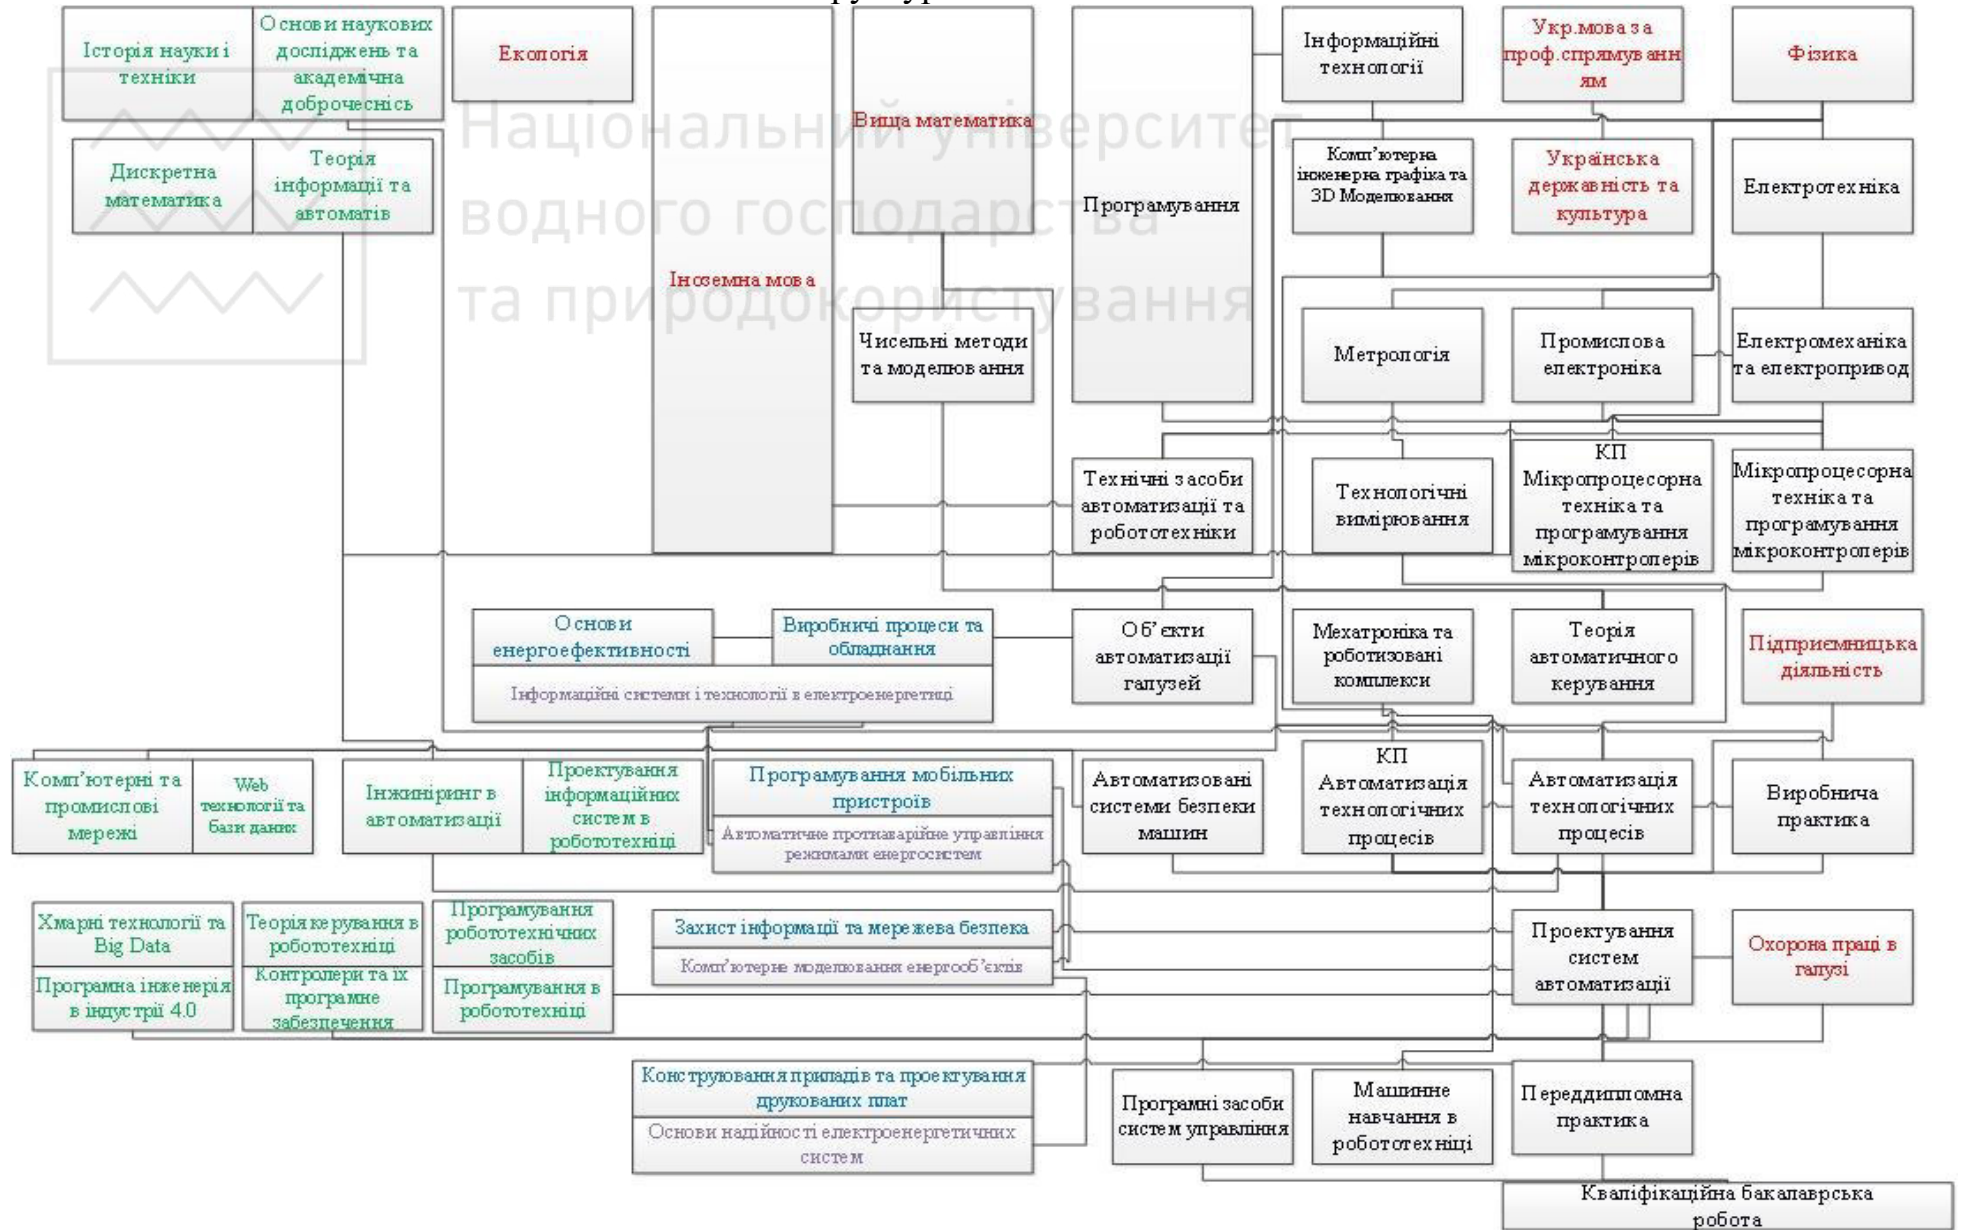 Історія науки і
техніки
Основи наукових
досліджень та
академічна
доброчеснісь
Екологія
Іноземна мова
Вища математика
Програмування
Інформаційні
технології
Укр.мова за
проф.спрямуванн
ям
Фізика
Національний університет
водного господарства
та природокористування
Дискретна
математика
Теорія
інформації та
автоматів
Комп’ютерна
інженерна графіка та
3D Моделювання
Українська
державність та
культура
Електротехніка
Чисельні методи
та моделювання
Метрологія
Промислова
електроніка
Електромеханіка
та електропривод
Технічні засоби
автоматизації та
робототехніки
Технологічні
вимірювання
КП
Мікропроцесорна
техніка та
програмування
мікроконтролерів
Мікропроцесорна
техніка та
програмування
мікроконтролерів
Основи
енергоефективності
Виробничі процеси та
обладнання
Інформаційні системи і технології в електроенергетиці
Об’єкти
автоматизації
галузей
Мехатроніка та
роботизовані
комплекси
Теорія
автоматичного
керування
Підприємницька
діяльність
Комп’ютерні та
промислові
мережі
Web
технології та
бази даних
Інжиніринг в
автоматизації
Проектування
інформаційних
систем в
робототехніці
Програмування мобільних
пристроїв
Автоматичне протиаварійне управління
режимами енергосистем
Автоматизовані
системи безпеки
машин
КП
Автоматизація
технологічних
процесів
Автоматизація
технологічних
процесів
Виробнича
практика
Хмарні технології та
Big Data
Теорія керування в
робототехніці
Програмування
робототехнічних
засобів
Захист інформації та мережева безпека
Комп’ютерне моделювання енергооб’єктів
Проектування
систем
автоматизації
Охорона праці в
галузі
Програмна інженерія
в індустрії 4.0
Контролери та їх
програмне
забезпечення
Програмування в
робототехніці
Конструювання приладів та проектування
друкованих плат
Основи надійності електроенергетичних
систем
Програмні засоби
систем управління
Машинне
навчання в
робототехніці
Переддипломна
практика
Кваліфікаційна бакалаврська
робота